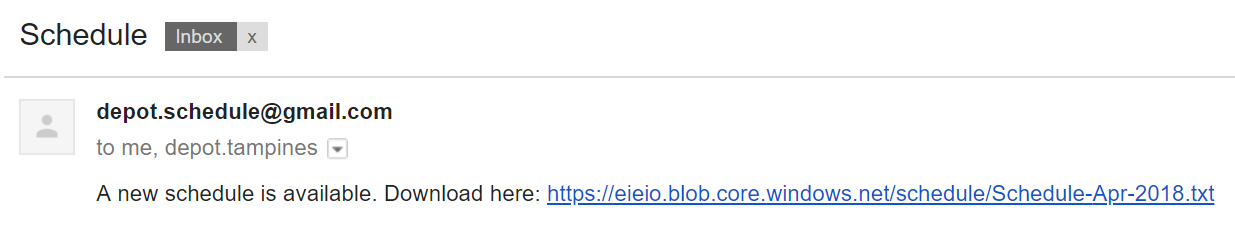 Schedule Inbox x
depot.schedule@gmail.com
to me, depot.tampines
A new schedule is available. Download here: https://eieio.blob.core.windows.net/schedule/Schedule-Apr-2018.txt